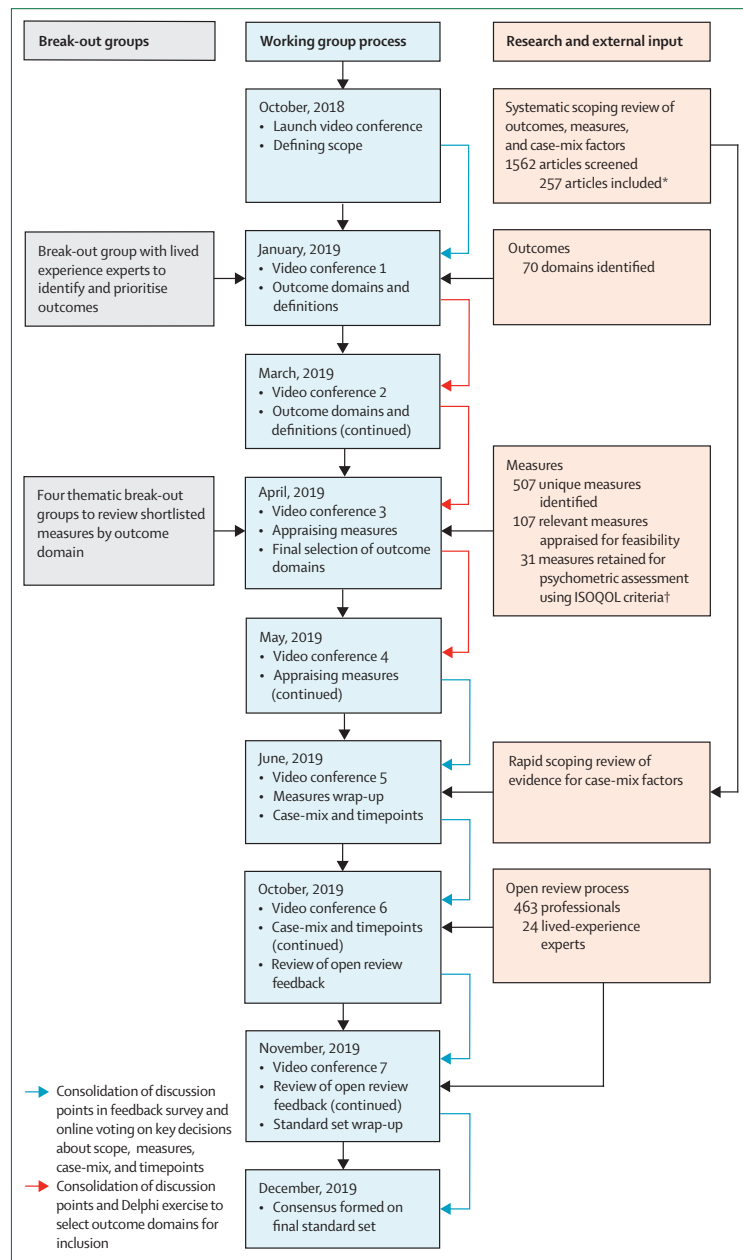 Break-out groups
Working group process
Research and external input
October, 2018
• Launch video conference
• Defining scope
Systematic scoping review of
outcomes, measures,
and case-mix factors
1562 articles screened
257 articles included*
Break-out group with lived
experience experts to
identify and prioritise
outcomes
January, 2019
• Video conference 1
• Outcome domains and
definitions
Outcomes
70 domains identified
March, 2019
• Video conference 2
• Outcome domains and
definitions (continued)
Four thematic break-out
groups to review shortlisted
measures by outcome
domain
April, 2019
• Video conference 3
• Appraising measures
• Final selection of outcome
domains
Measures
507 unique measures
identified
107 relevant measures
appraised for feasibility
31 measures retained for
psychometric assessment
using ISOQOL criteria†
May, 2019
• Video conference 4
• Appraising measures
(continued)
June, 2019
• Video conference 5
• Measures wrap-up
• Case-mix and timepoints
Rapid scoping review of
evidence for case-mix factors
October, 2019
• Video conference 6
• Case-mix and timepoints
(continued)
• Review of open review
feedback
Open review process
463 professionals
24 lived-experience
experts
November, 2019
• Video conference 7
• Review of open review
feedback (continued)
• Standard set wrap-up
December, 2019
• Consensus formed on
final standard set
Consolidation of discussion
points in feedback survey and
online voting on key decisions
about scope, measures,
case-mix, and timepoints
Consolidation of discussion
points and Delphi exercise to
select outcome domains for
inclusion